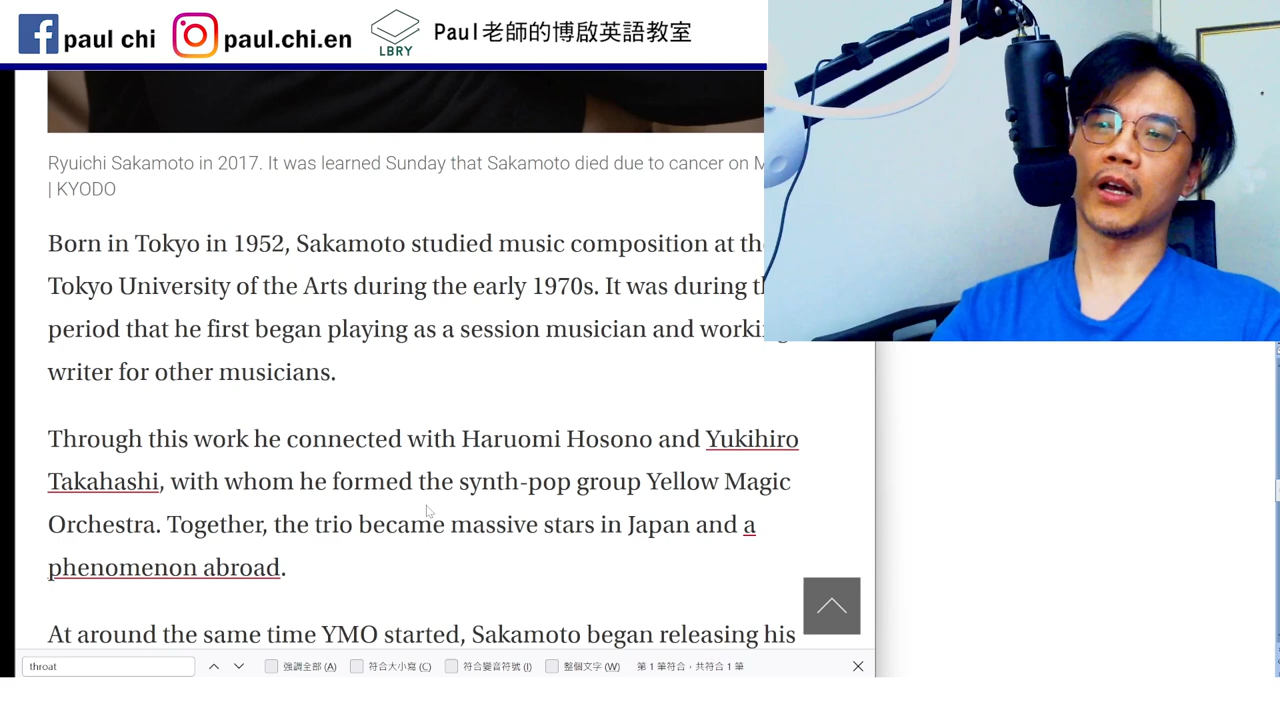 paul chi
paul.chi.en
LBRY
Paul老師的博啟英語教室
Ryuichi Sakamoto in 2017. It was learned Sunday that Sakamoto died due to cancer on
| KYODO
Born in Tokyo in 1952, Sakamoto studied music composition at the
Tokyo University of the Arts during the early 1970s. It was during
period that he first began playing as a session musician and working
writer for other musicians.
Through this work he connected with Haruomi Hosono and Yukihiro
Takahashi, with whom he formed the synth-pop group Yellow Magic
Orchestra. Together, the trio became massive stars in Japan and a
phenomenon abroad.
At around the same time YMO started, Sakamoto began releasing his
throat
強調全部 (A)
符合大小寫 (C)
符合變音符號 (I)
整個文字 (W)
第 1 筆符合，共符合 1 筆